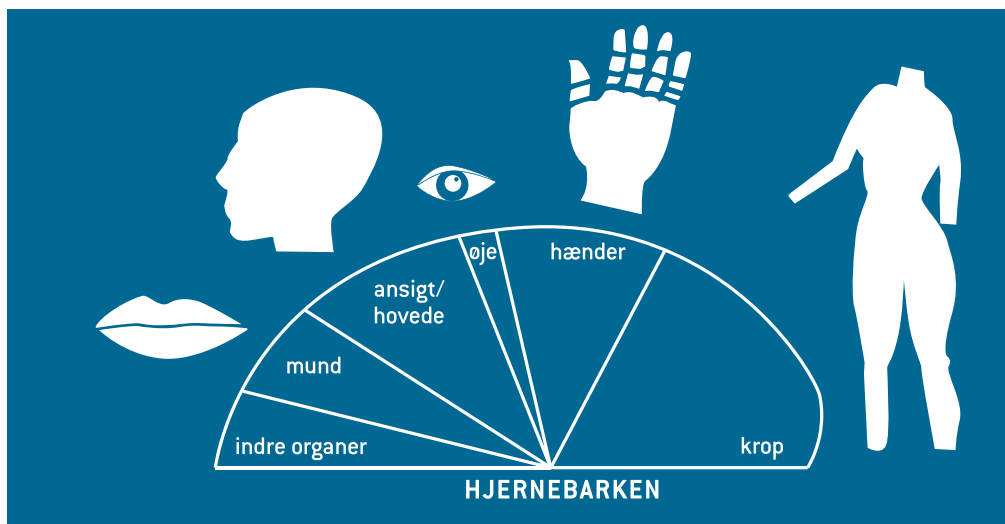 øje
hænder
ansigt/
hovede
mund
indre organer
krop
HJERNEBARKEN